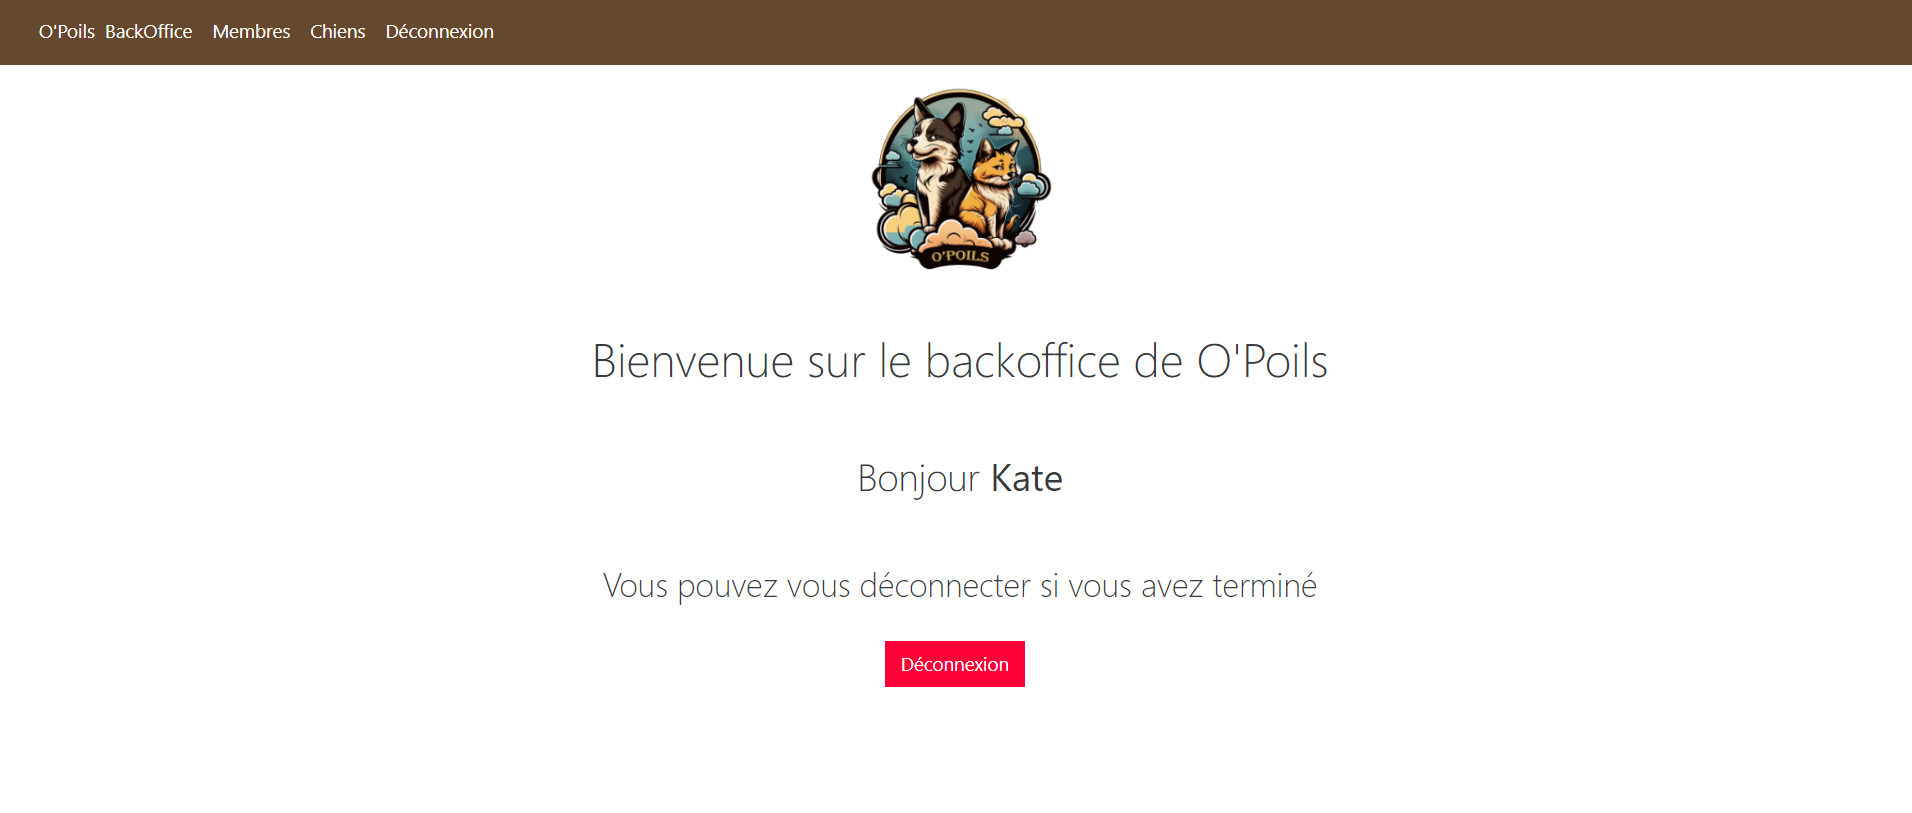 O'Poils BackOffice Membres Chiens Déconnexion
O'POILS
Bienvenue sur le backoffice de O'Poils
Bonjour Kate
Vous pouvez vous déconnecter si vous avez terminé
Déconnexion